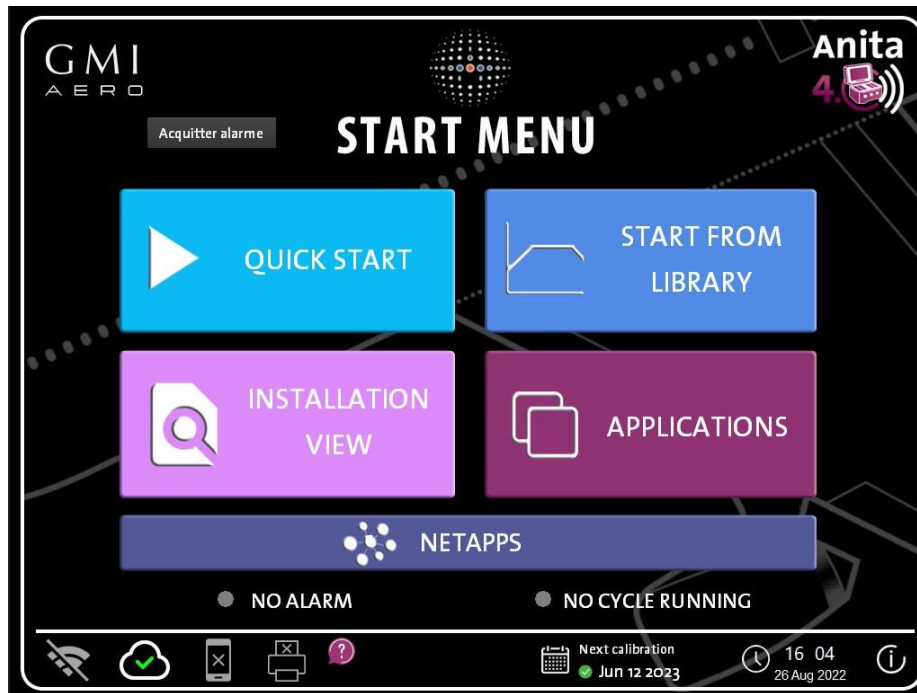 GMI
AERO
Anita
4.
Acquitter alarme
START MENU
QUICK START
START FROM
LIBRARY
INSTALLATION
VIEW
APPLICATIONS
NETAPPS
NO ALARM
NO CYCLE RUNNING
?
Next calibration
Jun 12 2023
16 04
26 Aug 2022
i